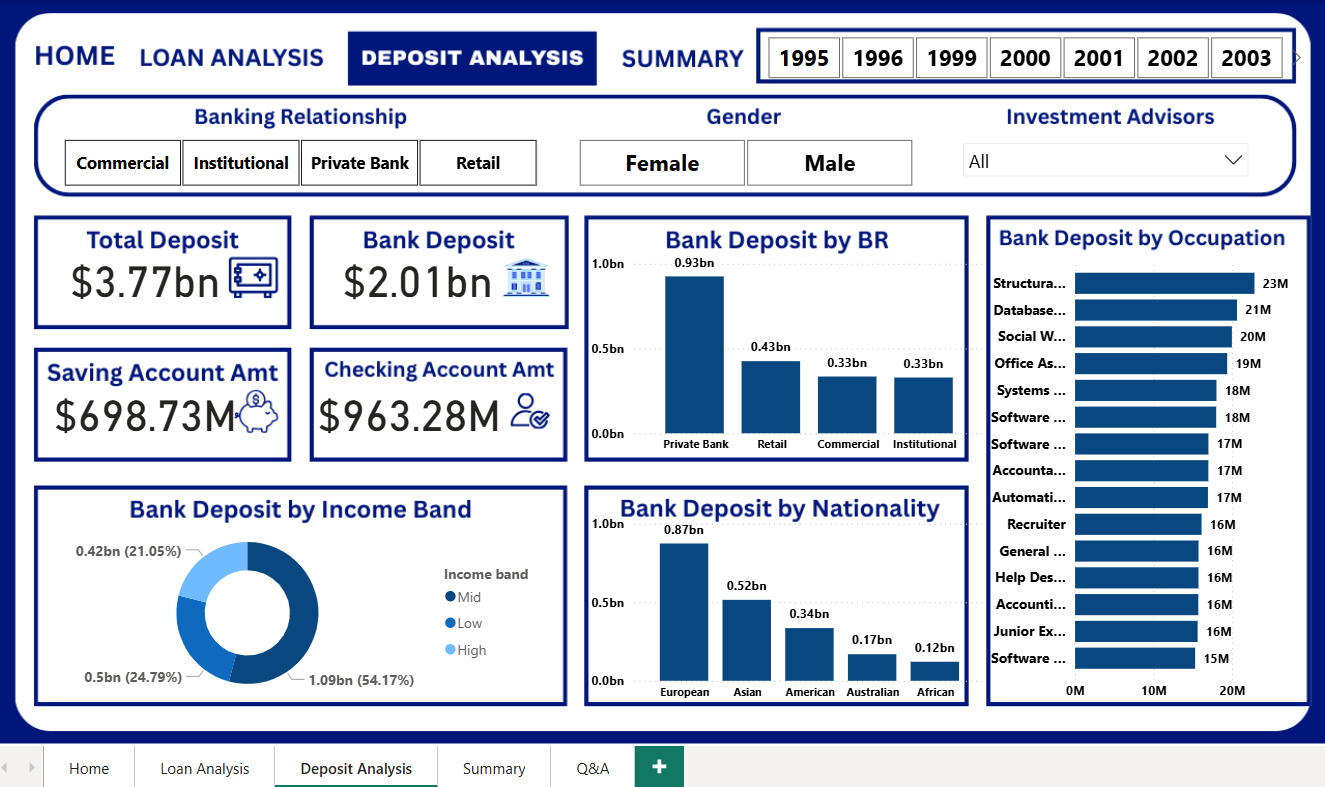 HOME
LOAN ANALYSIS
DEPOSIT ANALYSIS
SUMMARY
1995
1996
1999
2000
2001
2002
2003
Banking Relationship
Commercial
Institutional
Private Bank
Retail
Gender
Female
Male
Investment Advisors
All
Total Deposit
$3.77bn
Bank Deposit
$2.01bn
Saving Account Amt
$698.73M
Checking Account Amt
$963.28M
Bank Deposit by BR
1.0bn
0.5bn
0.0bn
0.93bn
0.43bn
0.33bn
0.33bn
Private Bank
Retail
Commercial
Institutional
Bank Deposit by Occupation
Structura...
23M
Database...
21M
Social W...
20M
Office As...
19M
Systems ...
18M
Software ...
18M
Software ...
17M
Accounta...
17M
Automati...
17M
Recruiter
16M
General ...
16M
Help Des...
16M
Accounti...
16M
Junior Ex...
16M
Software ...
15M
0M
10M
20M
Bank Deposit by Income Band
0.42bn (21.05%)
0.5bn (24.79%)
1.09bn (54.17%)
Income band
Mid
Low
High
Bank Deposit by Nationality
1.0bn
0.5bn
0.0bn
0.87bn
0.52bn
0.34bn
0.17bn
0.12bn
European
Asian
American
Australian
African
Home
Loan Analysis
Deposit Analysis
Summary
Q&A
+